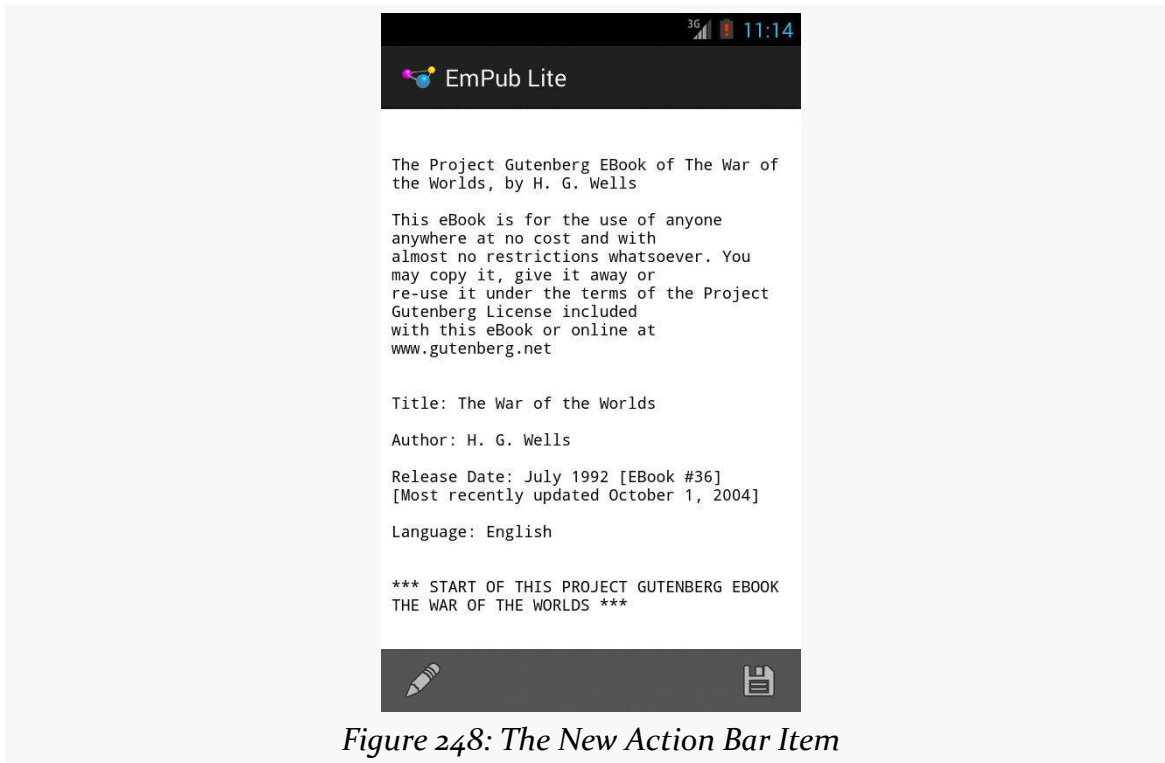 3G 11:14
EmPub Lite
The Project Gutenberg EBook of The War of
the Worlds, by H. G. Wells
This eBook is for the use of anyone
anywhere at no cost and with
almost no restrictions whatsoever. You
may copy it, give it away or
re-use it under the terms of the Project
Gutenberg License included
with this eBook or online at
www.gutenberg.net
Title: The War of the Worlds
Author: H. G. Wells
Release Date: July 1992 [EBook #36]
[Most recently updated October 1, 2004]
Language: English
*** START OF THIS PROJECT GUTENBERG EBOOK
THE WAR OF THE WORLDS ***
Figure 248: The New Action Bar Item